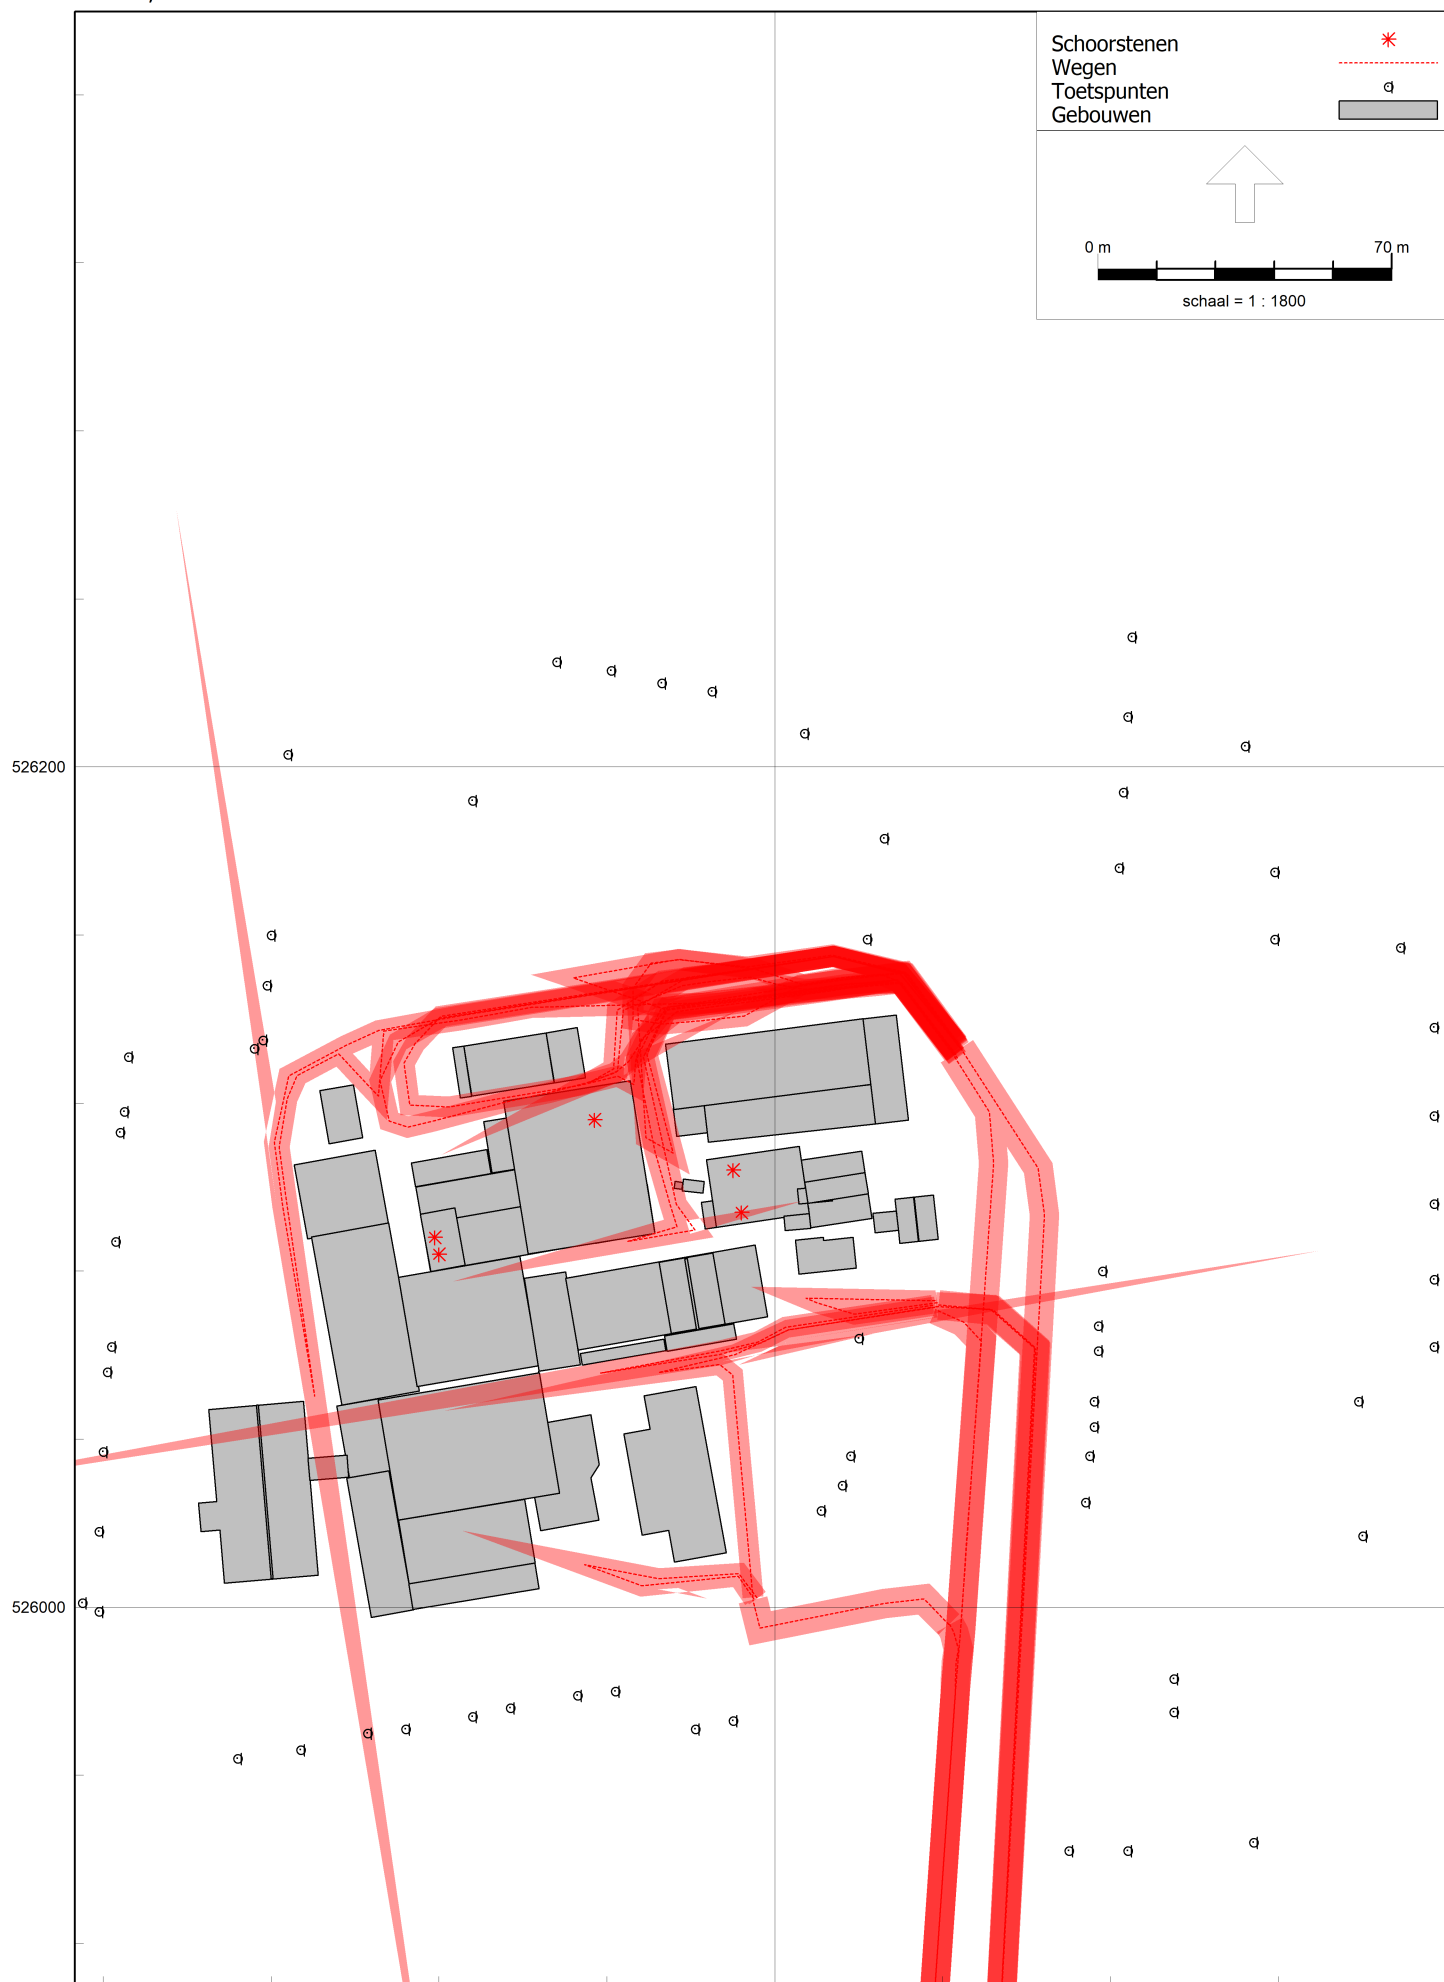 Schoorstenen
Wegen
Toetspunten
Gebouwen
0 m 70 m
schaal = 1 : 1800
526200
526000